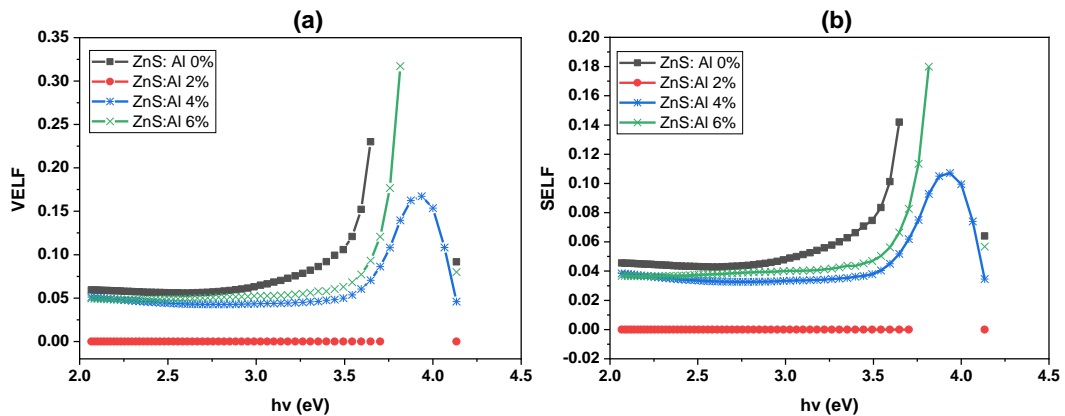 (a)
0.35
0.30
0.25
0.20
0.15
0.10
0.05
0.00
VELF
ZnS: Al 0%
ZnS:Al 2%
ZnS:Al 4%
ZnS:Al 6%
2.0 2.5 3.0 3.5 4.0 4.5
hν (eV)
(b)
0.20
0.18
0.16
0.14
0.12
0.10
0.08
0.06
0.04
0.02
0.00
-0.02
SELF
ZnS: Al 0%
ZnS:Al 2%
ZnS:Al 4%
ZnS:Al 6%
2.0 2.5 3.0 3.5 4.0 4.5
hν (eV)